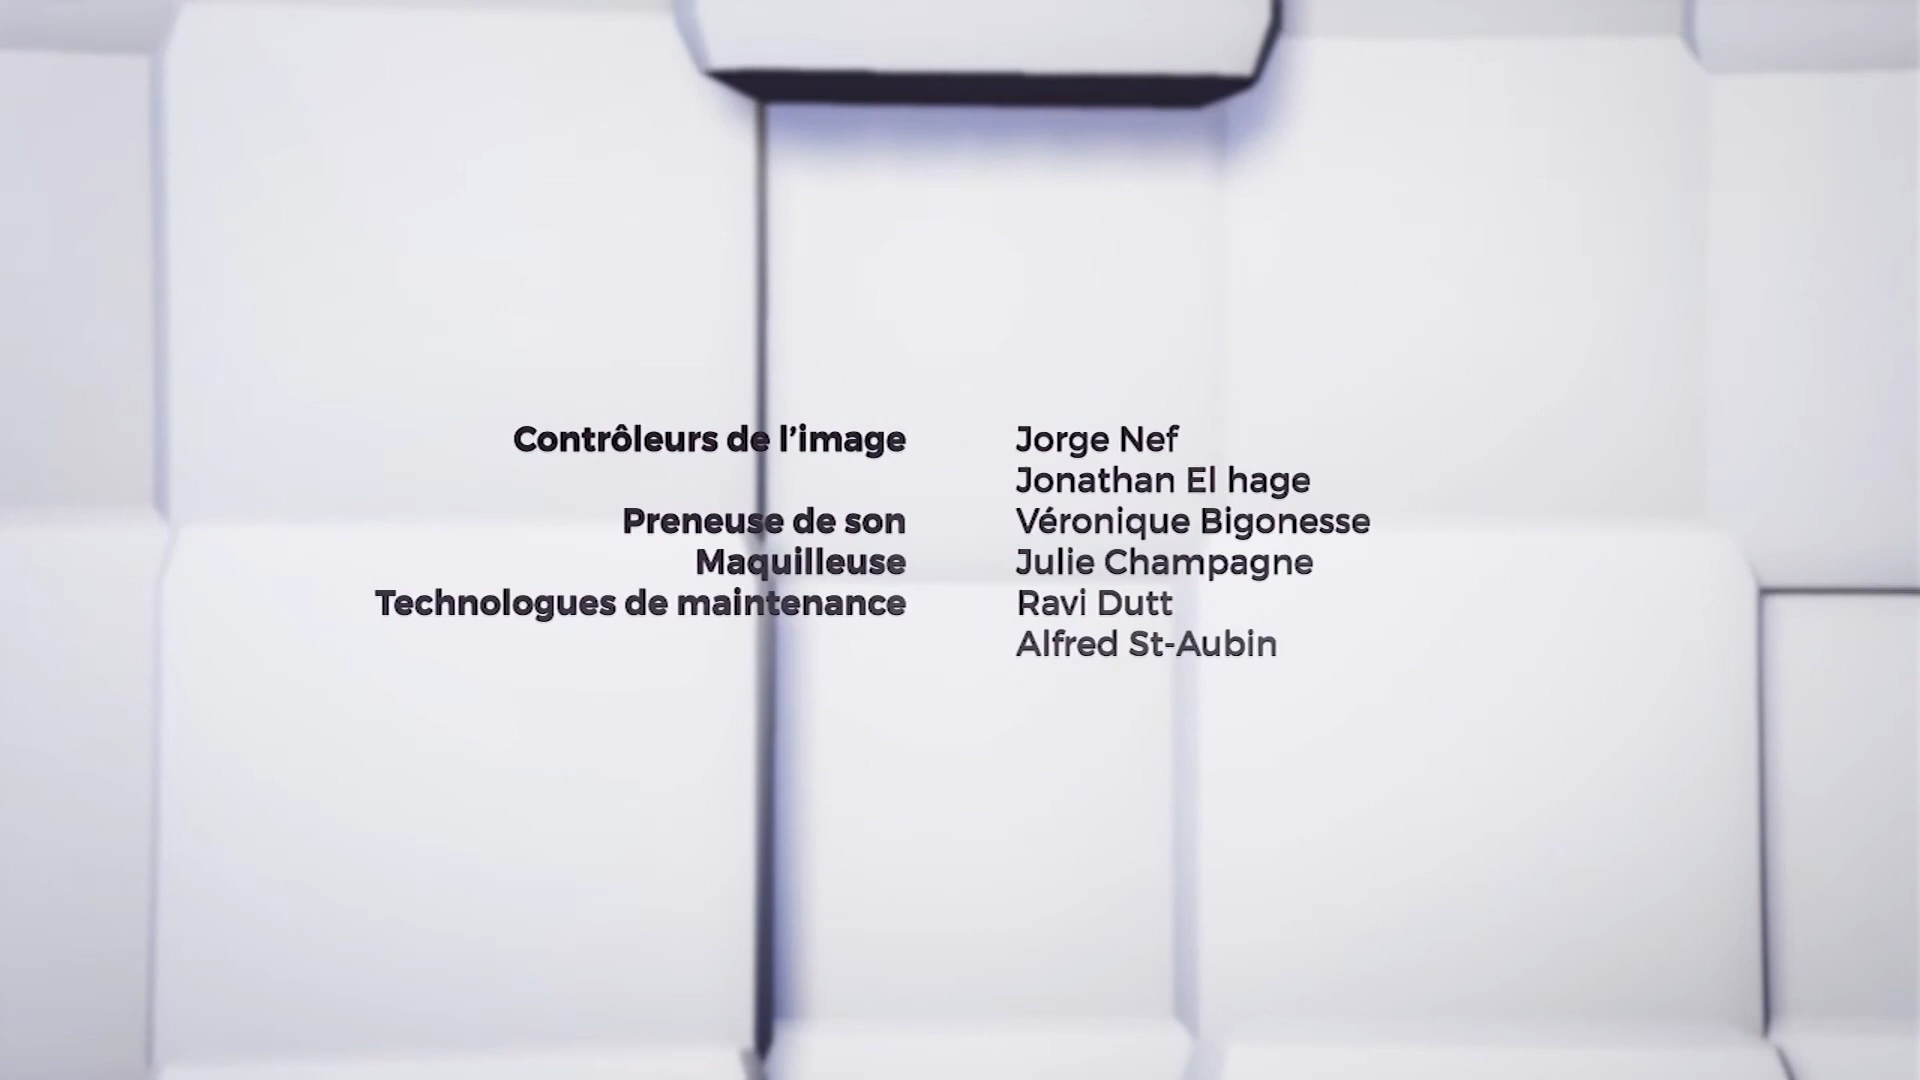 Contrôleurs de l’image Jorge Nef
Jonathan El hage
Preneuse de son Véronique Bigonesse
Maquilleuse Julie Champagne
Technologues de maintenance Ravi Dutt
Alfred St-Aubin